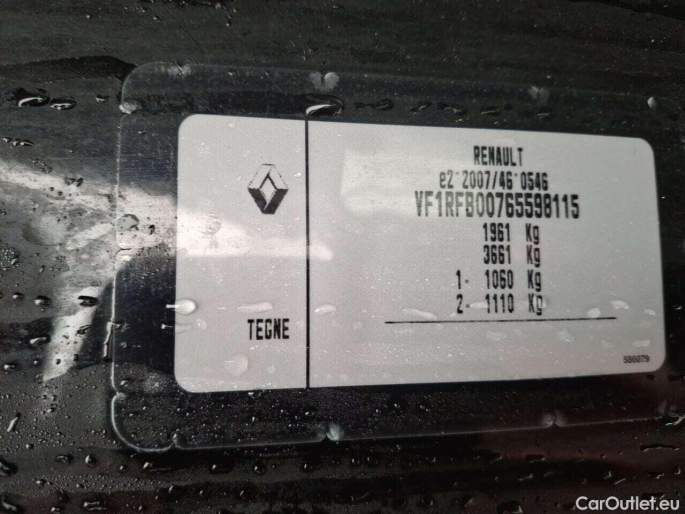 RENAULT
e2*2007/46*0546
VF1RFB00765598115
1961 Kg
3661 Kg
1- 1060 Kg
2- 1110 Kg
TEGNE
586079
CarOutlet.eu